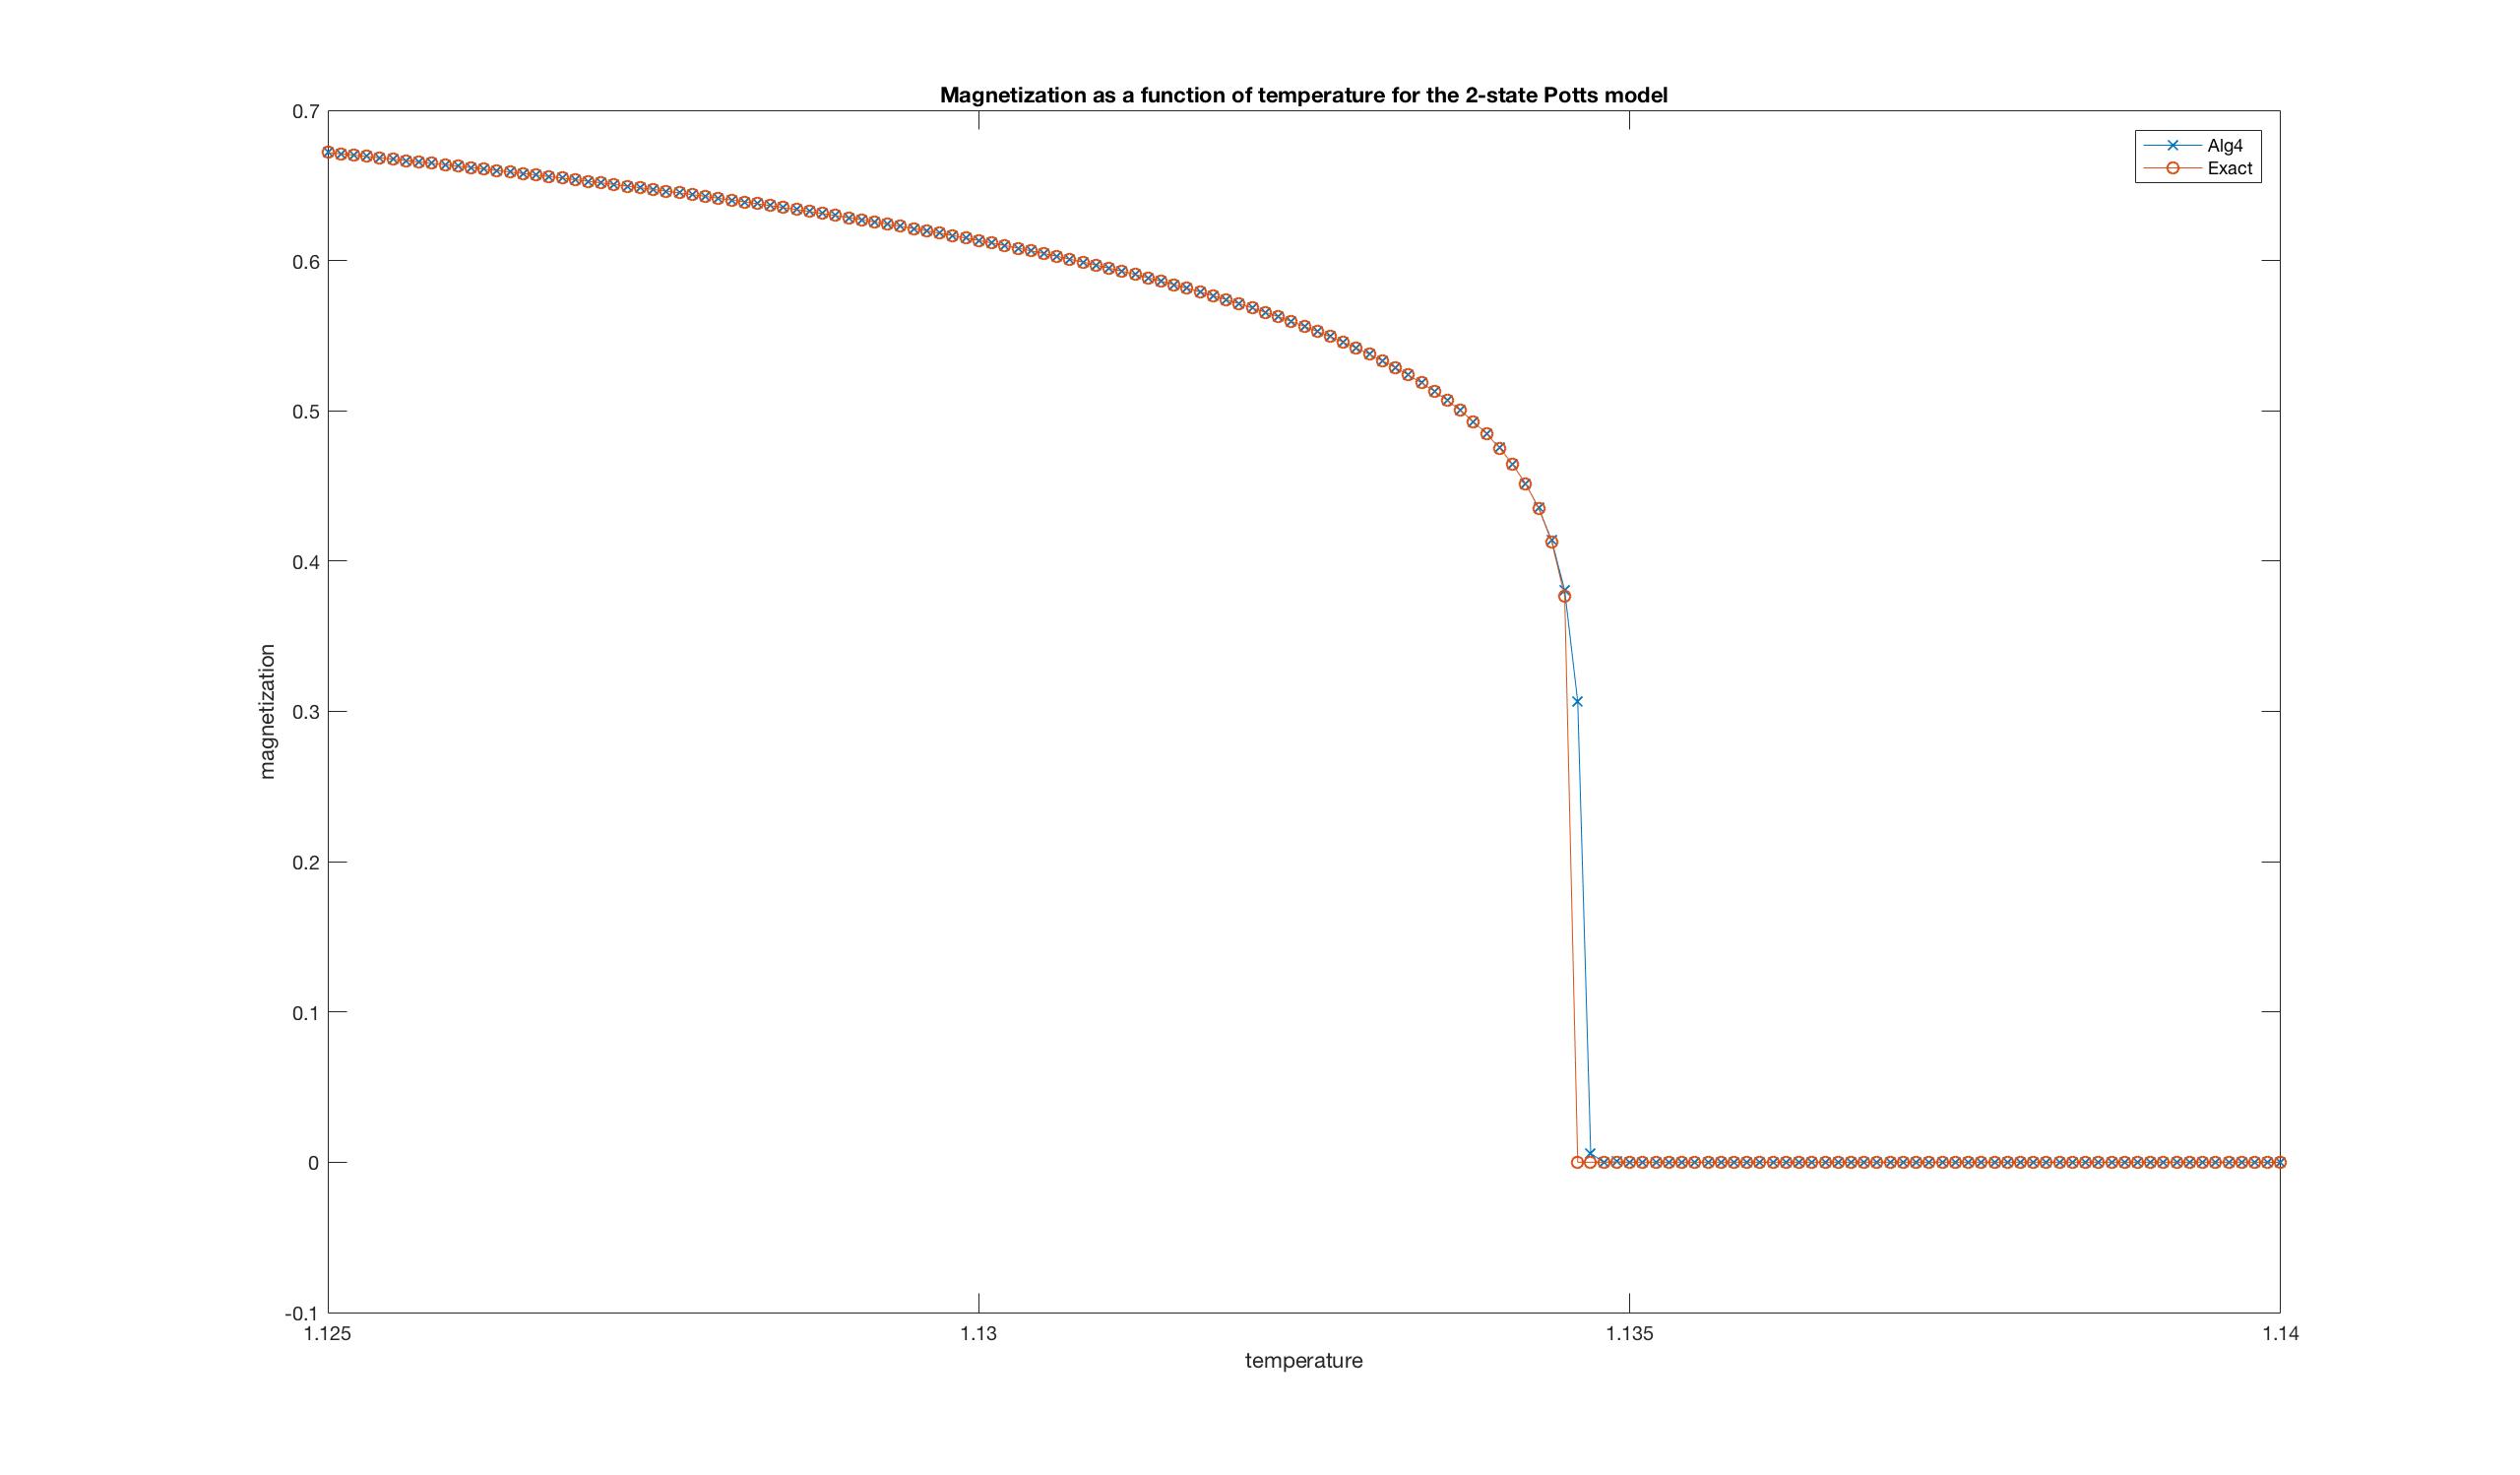 Magnetization as a function of temperature for the 2-state Potts model
Alg4
Exact
0.7
0.6
0.5
0.4
0.3
0.2
0.1
0
-0.1
magnetization
1.125
1.13
1.135
1.14
temperature